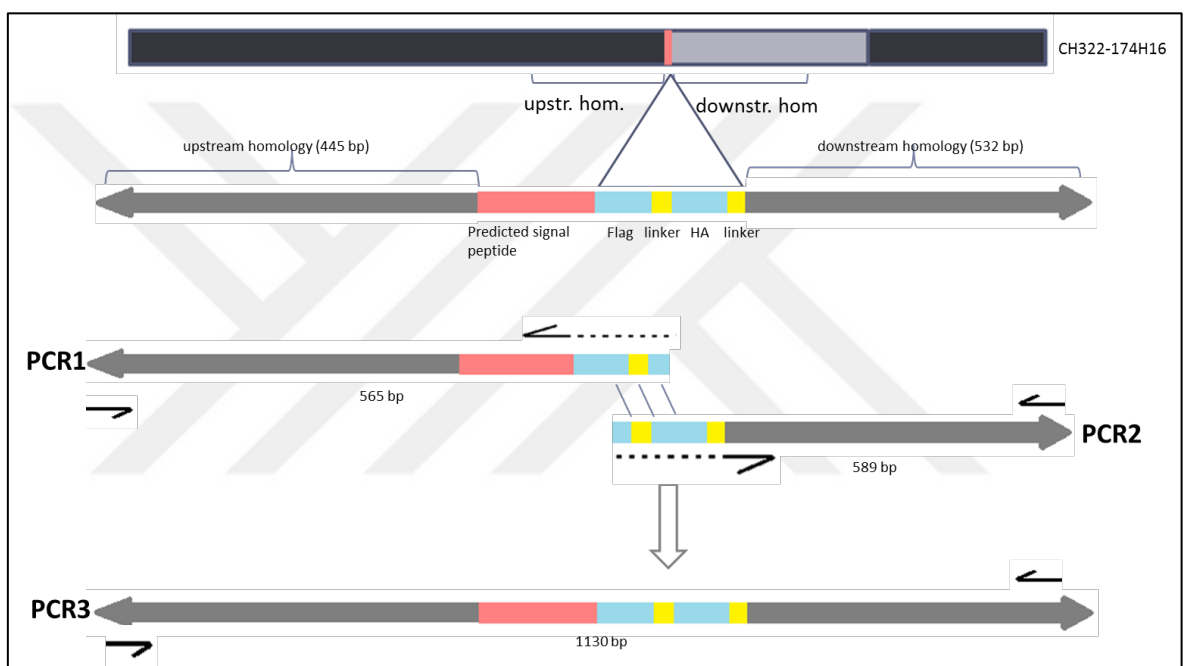 CH322-174H16
upstr. hom.
downstr. hom
upstream homology (445 bp)
downstream homology (532 bp)
Predicted signal
peptide
Flag
linker
HA
linker
PCR1
565 bp
PCR2
589 bp
PCR3
1130 bp